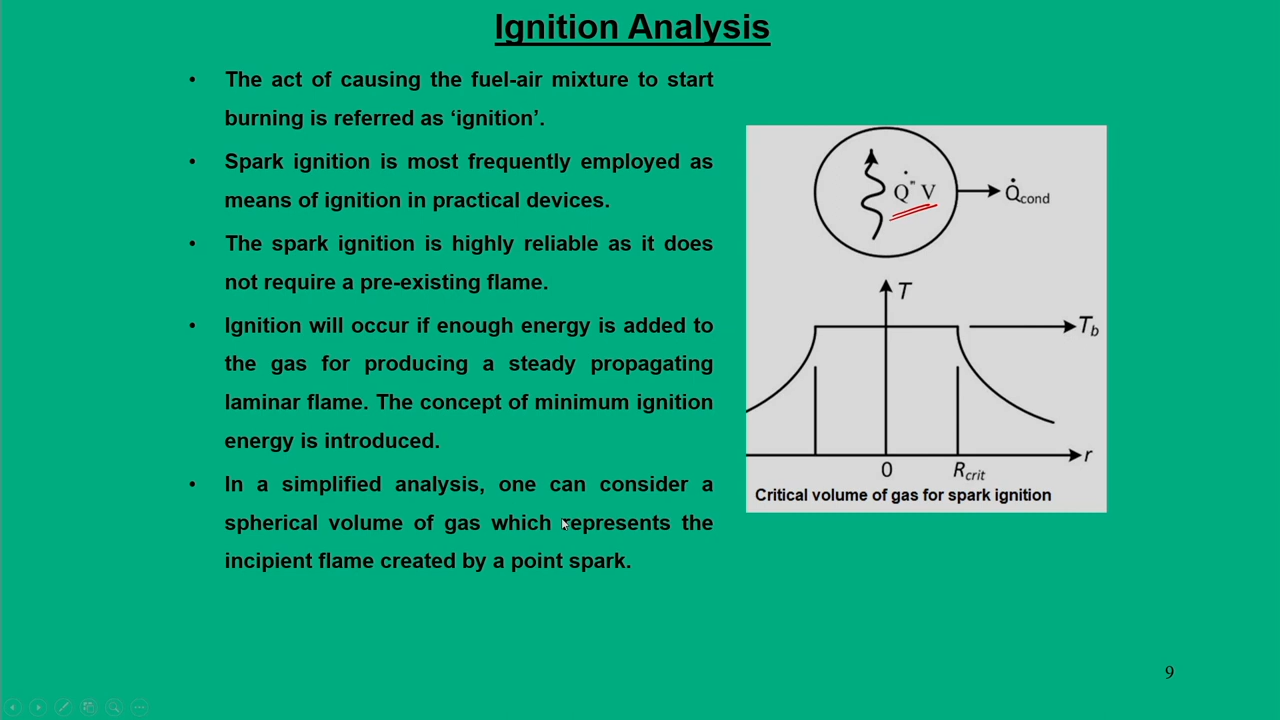 Ignition Analysis
• The act of causing the fuel-air mixture to start
burning is referred as ‘ignition’.
• Spark ignition is most frequently employed as
means of ignition in practical devices.
• The spark ignition is highly reliable as it does
not require a pre-existing flame.
• Ignition will occur if enough energy is added to
the gas for producing a steady propagating
laminar flame. The concept of minimum ignition
energy is introduced.
• In a simplified analysis, one can consider a
spherical volume of gas which represents the
incipient flame created by a point spark.
Q̇''' V
Q̇cond
T
Tb
r
0
Rcrit
Critical volume of gas for spark ignition
9